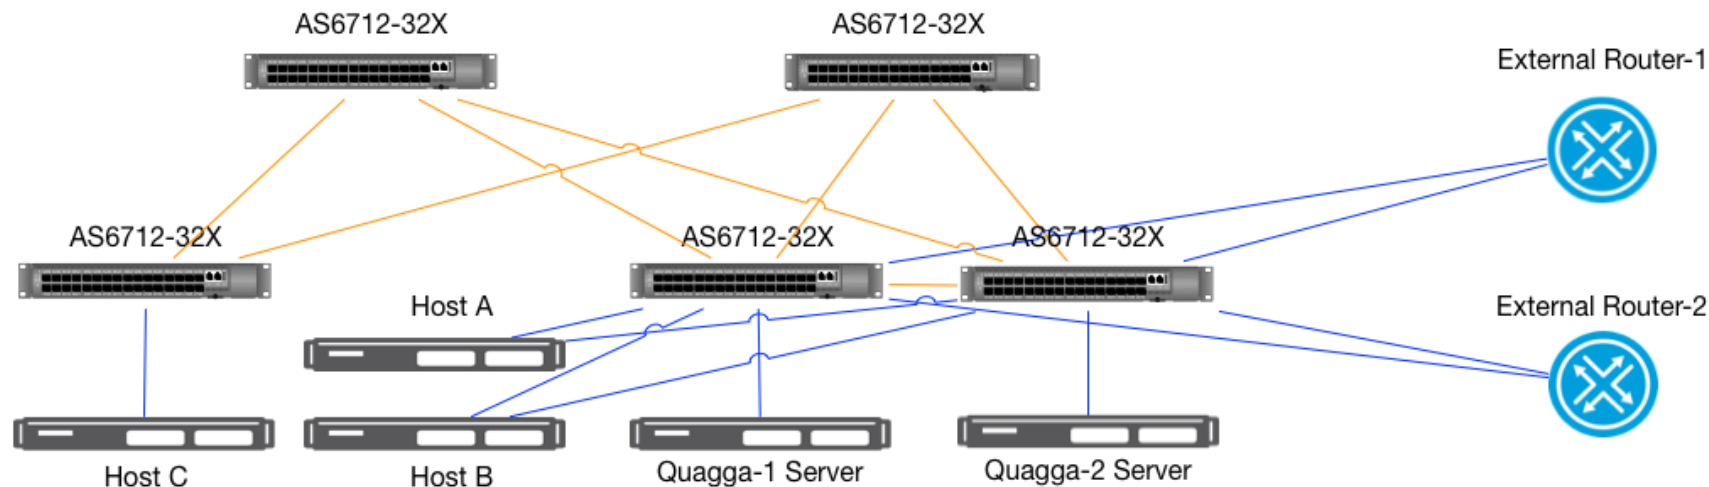 AS6712-32X
AS6712-32X
External Router-1
AS6712-32X
AS6712-32X
AS6712-32X
Host A
External Router-2
Host C
Host B
Quagga-1 Server
Quagga-2 Server